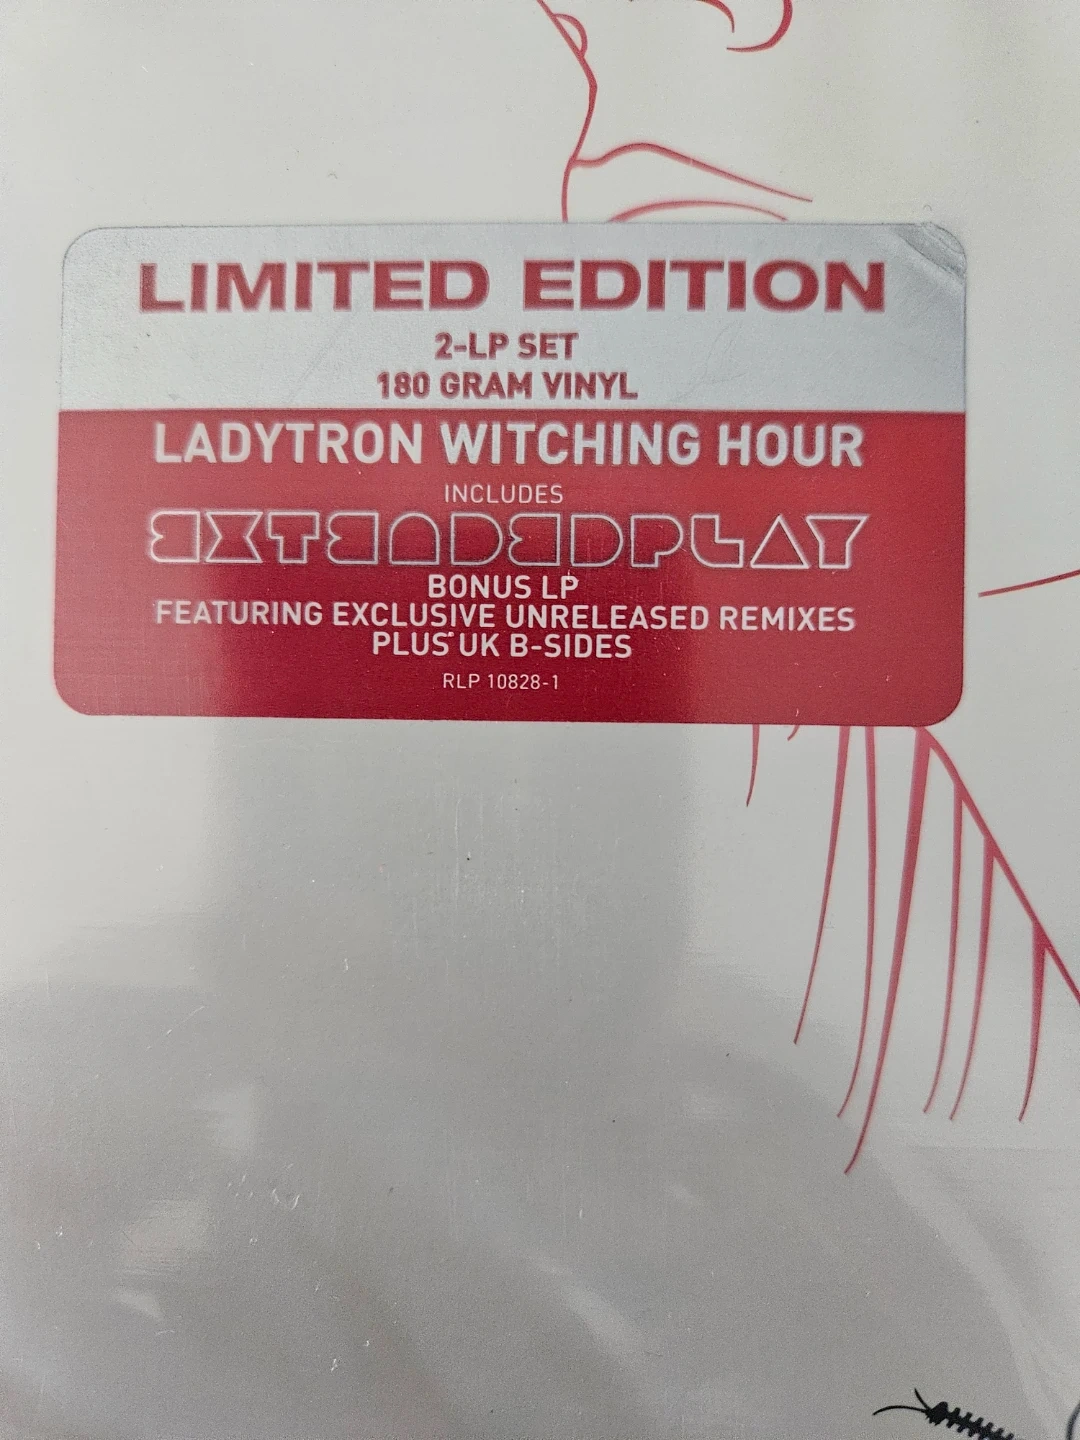 LIMITED EDITION
2-LP SET
180 GRAM VINYL
LADYTRON WITCHING HOUR
INCLUDES
EXTENDEDPLAY
BONUS LP
FEATURING EXCLUSIVE UNRELEASED REMIXES
PLUS UK B-SIDES
RLP 10828-1